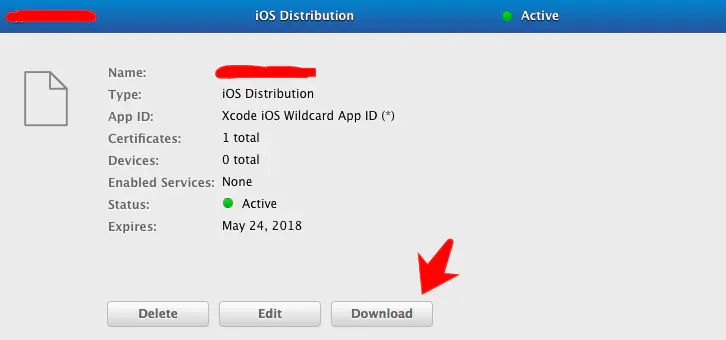 iOS Distribution Active
Name:
Type: iOS Distribution
App ID: Xcode iOS Wildcard App ID (*)
Certificates: 1 total
Devices: 0 total
Enabled Services: None
Status: Active
Expires: May 24, 2018
Delete Edit Download